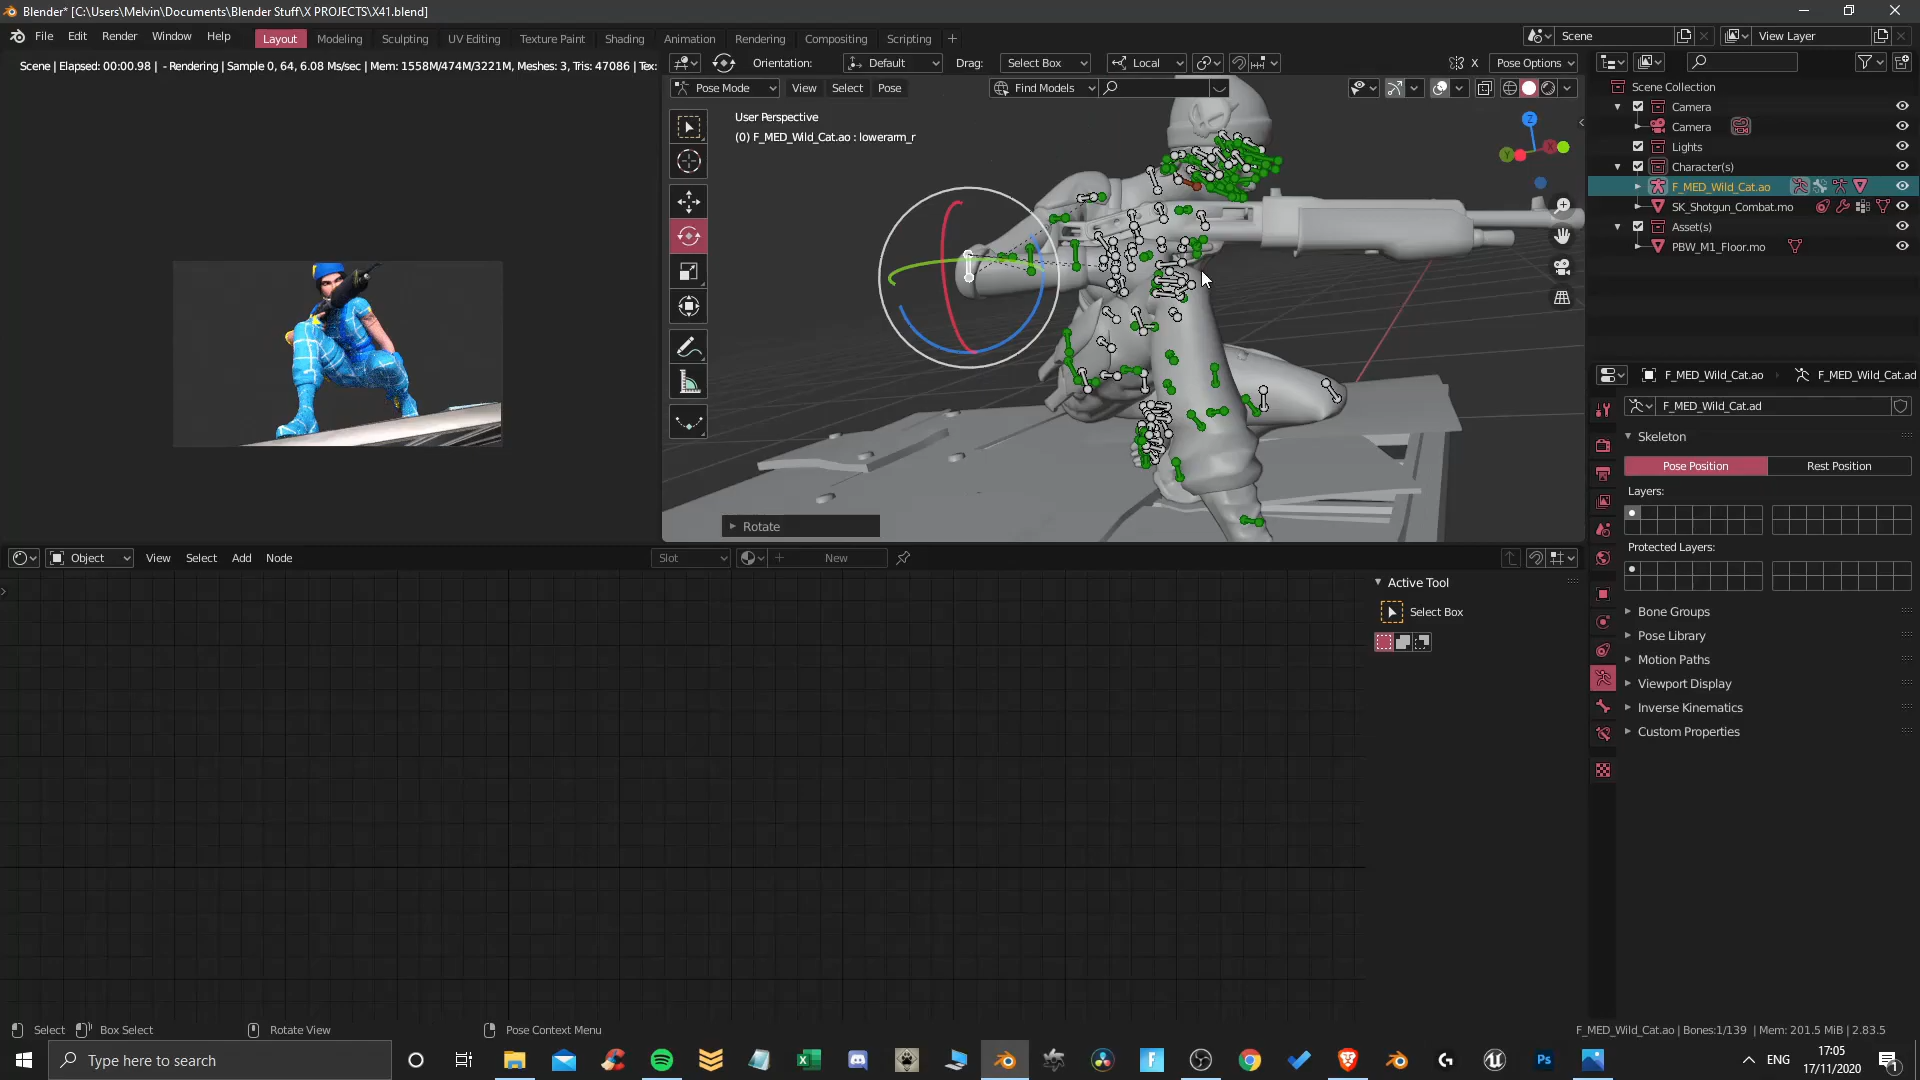 Blender* [C:\Users\Melvin\Documents\Blender Stuff\X PROJECTS\X41.blend]
File Edit Render Window Help Layout Modeling Sculpting UV Editing Texture Paint Shading Animation Rendering Compositing Scripting + Scene View Layer
Scene | Elapsed: 00:00.98 | - Rendering | Sample 0, 64, 6.08 Ms/sec | Mem: 1558M/474M/3221M, Meshes: 3, Tris: 47086 | Tex:
Orientation: Default Drag: Select Box Local X Pose Options
Pose Mode View Select Pose Find Models
User Perspective
(0) F_MED_Wild_Cat.ao : lowerarm_r
Z
Y
X
Rotate
Scene Collection
Camera
Camera
Lights
Character(s)
F_MED_Wild_Cat.ao
SK_Shotgun_Combat.mo
Asset(s)
PBW_M1_Floor.mo
F_MED_Wild_Cat.ao F_MED_Wild_Cat.ad
F_MED_Wild_Cat.ad
Skeleton
Pose Position Rest Position
Layers:
Protected Layers:
Bone Groups
Pose Library
Motion Paths
Viewport Display
Inverse Kinematics
Custom Properties
Object View Select Add Node Slot + New
Active Tool
Select Box
Select Box Select Rotate View Pose Context Menu
F_MED_Wild_Cat.ao | Bones:1/139 | Mem: 201.5 MiB | 2.83.5
Type here to search
Ps
ENG
17:05
17/11/2020
1